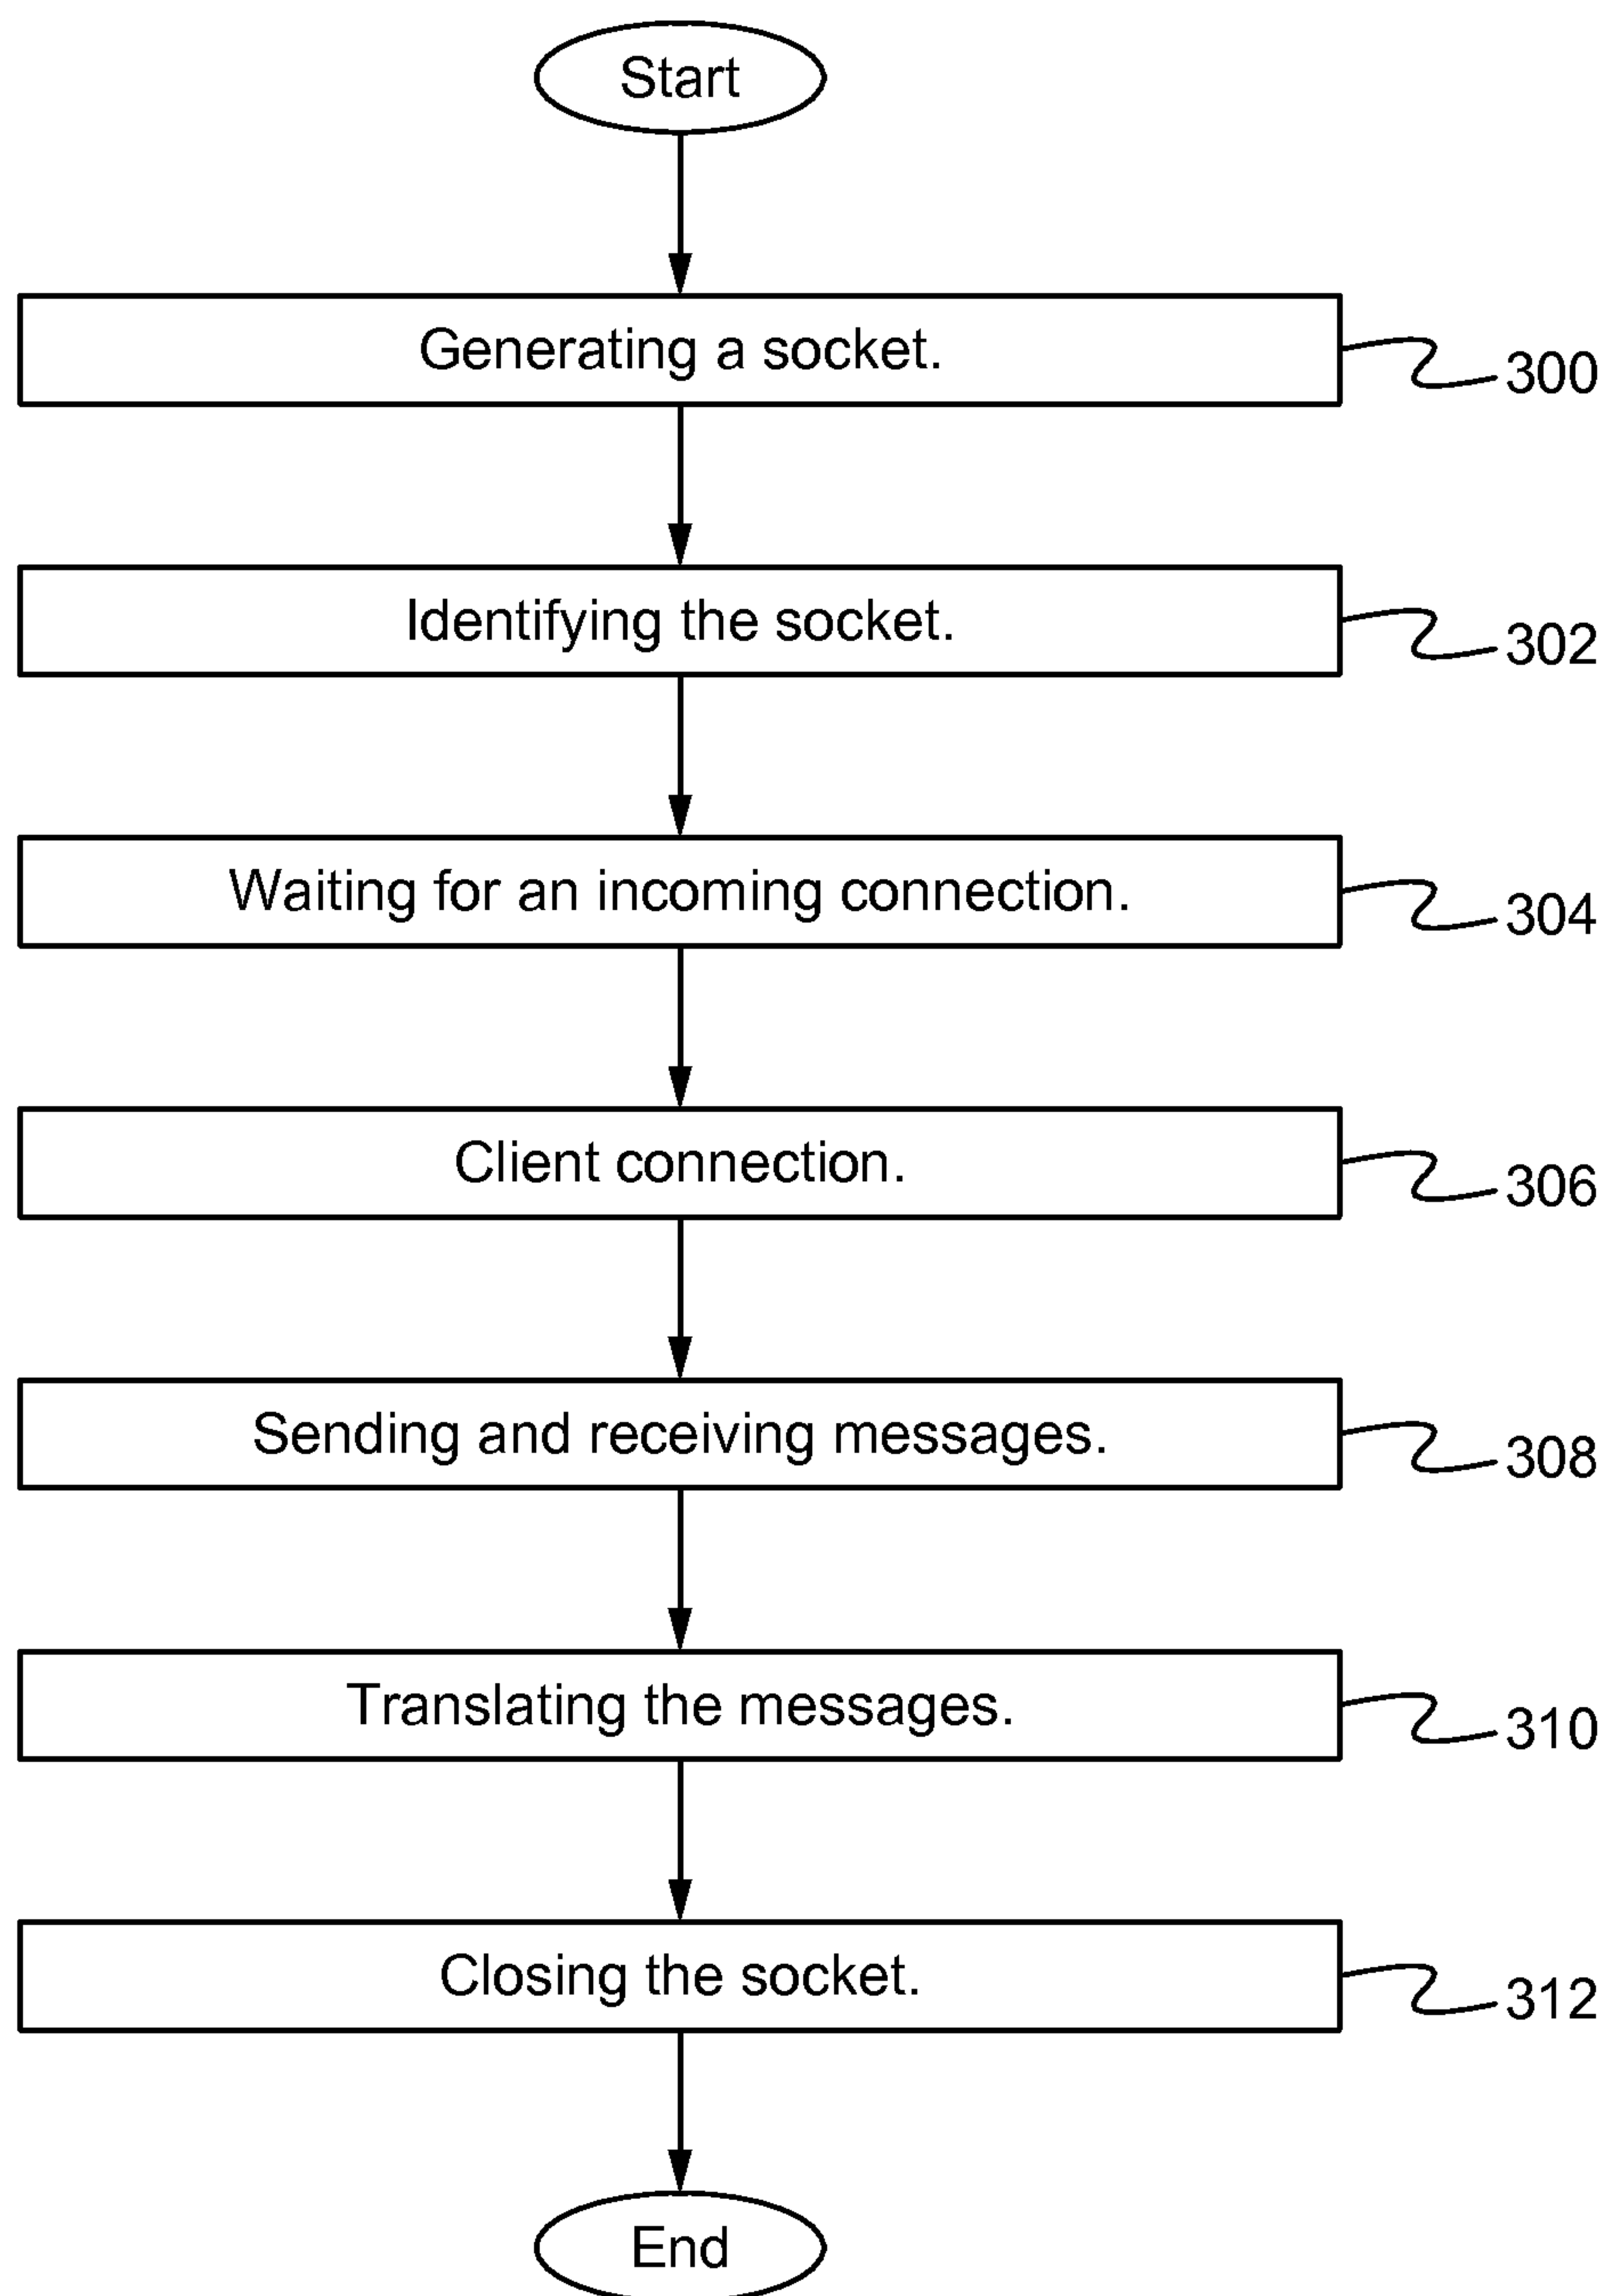 Start
Generating a socket.
300
Identifying the socket.
302
Waiting for an incoming connection.
304
Client connection.
306
Sending and receiving messages.
308
Translating the messages.
310
Closing the socket.
312
End